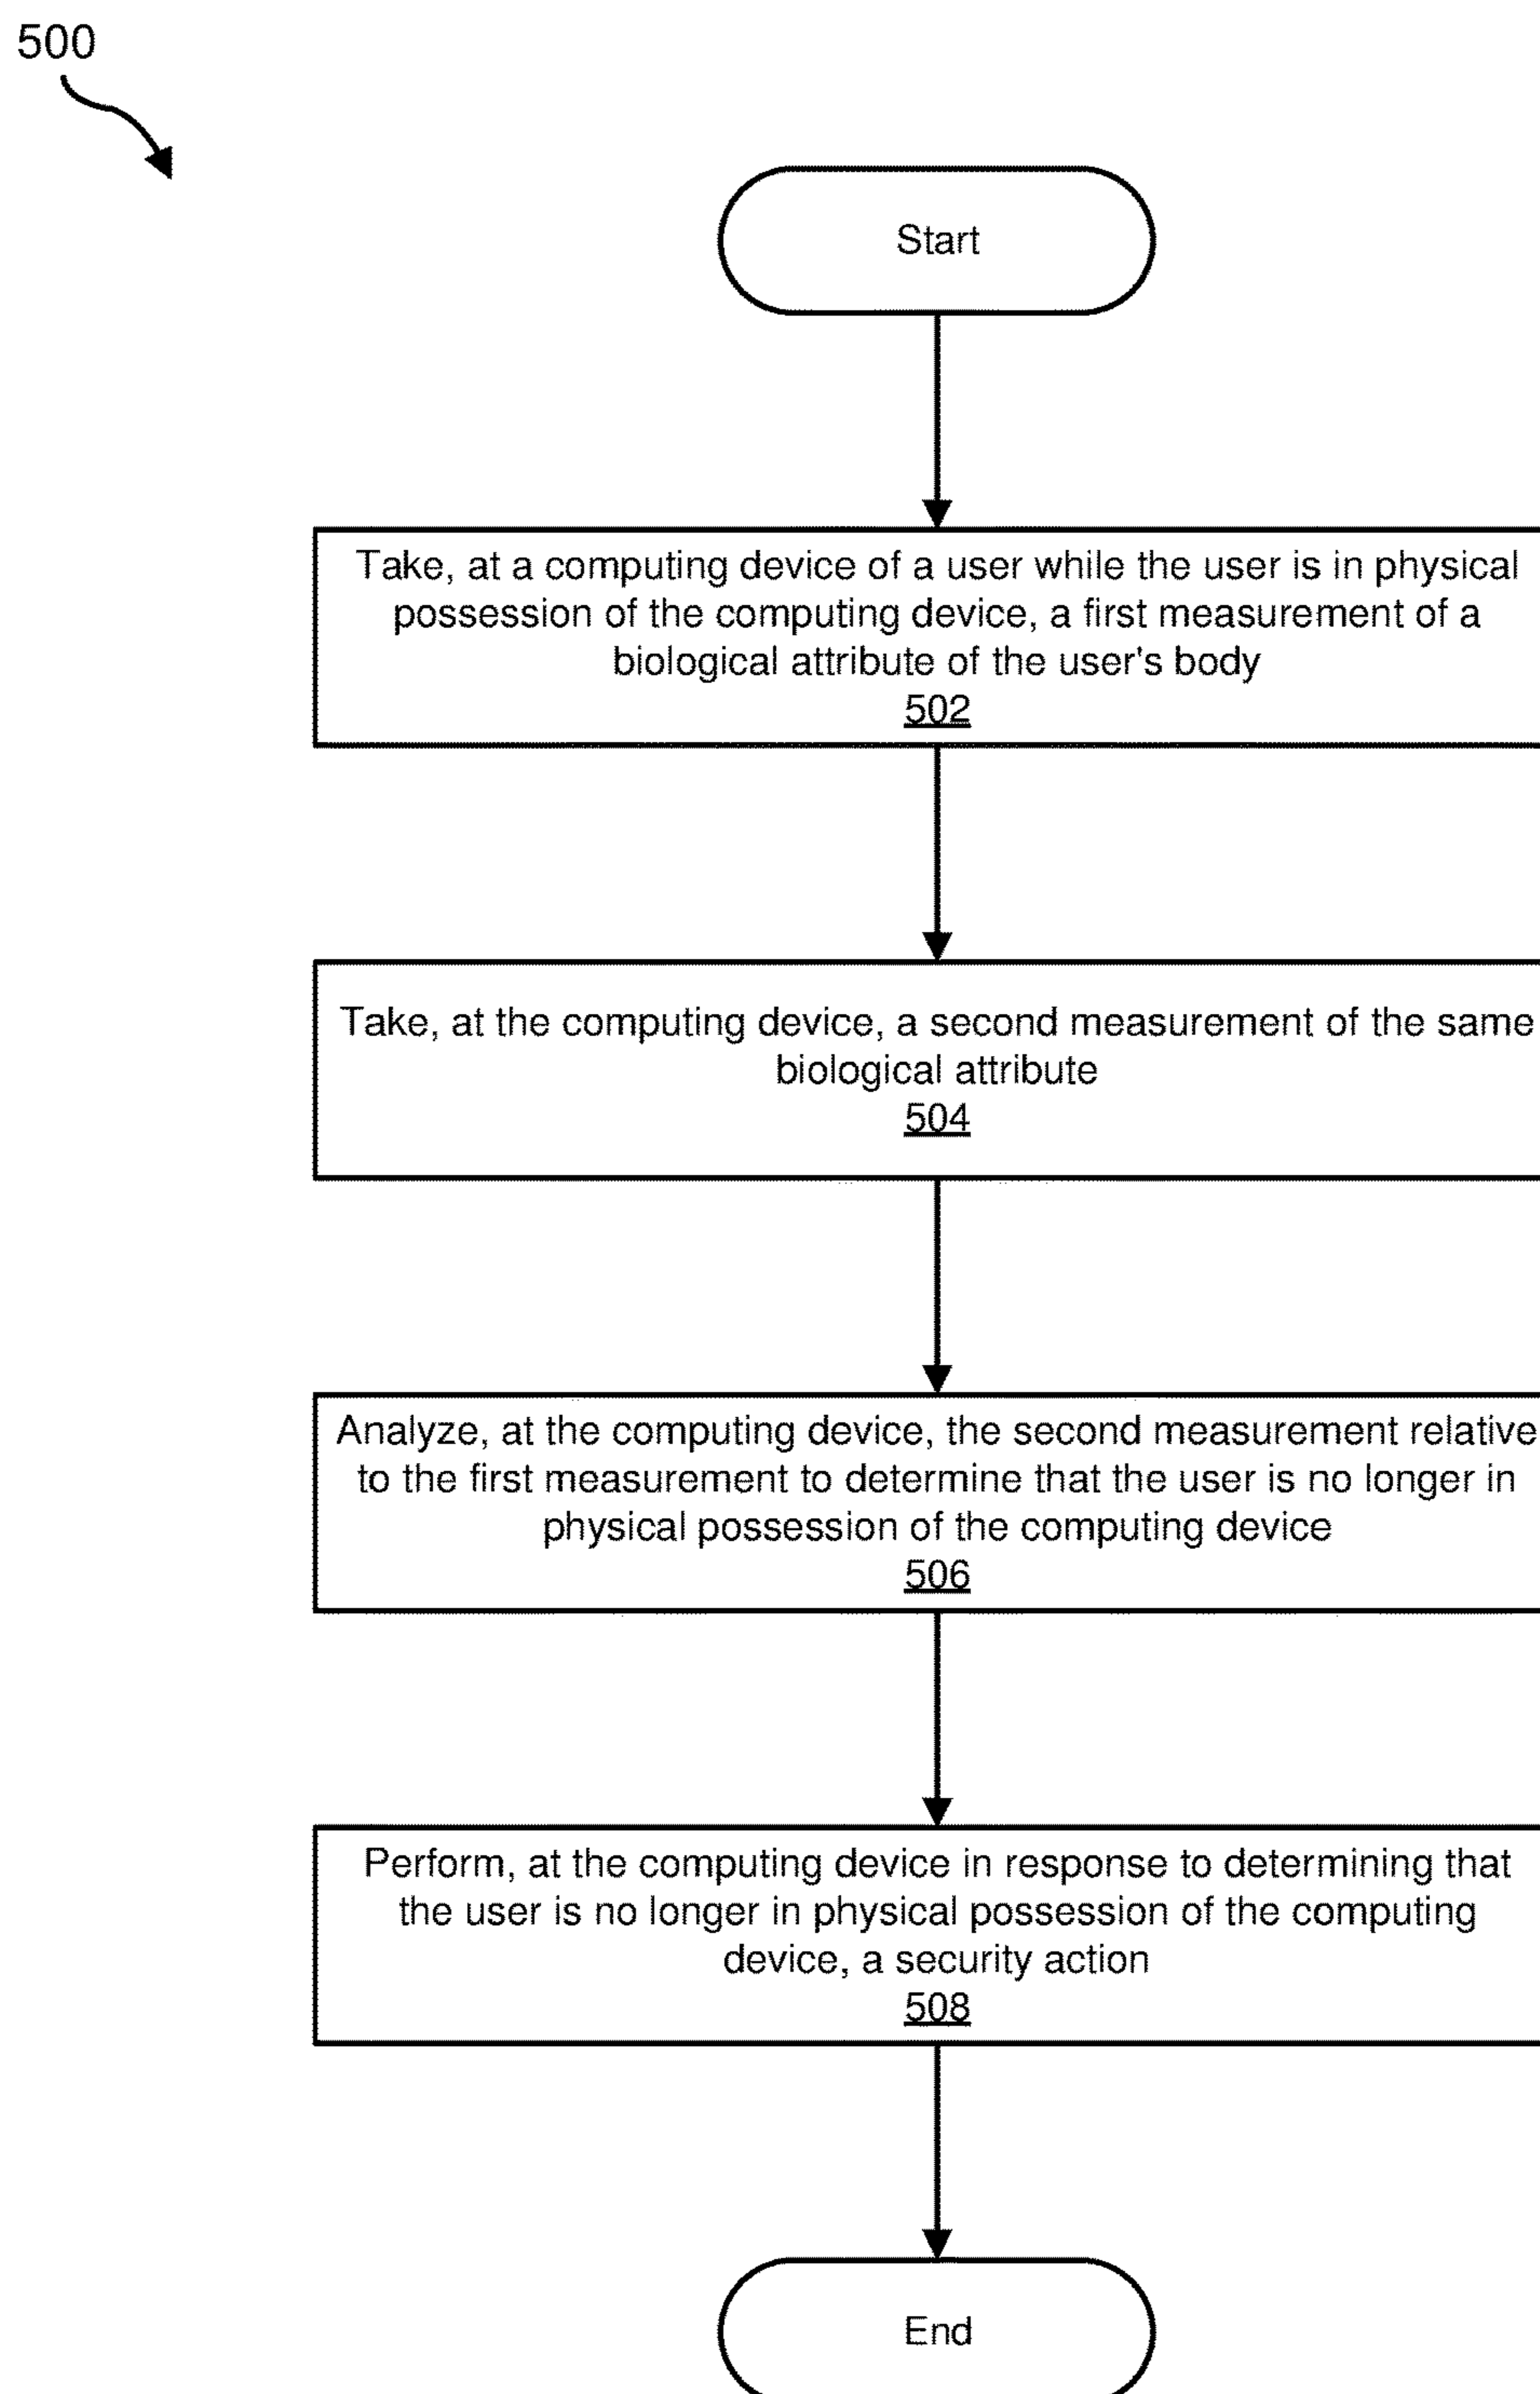 500
Start
Take, at a computing device of a user while the user is in physical
possession of the computing device, a first measurement of a
biological attribute of the user's body
502
Take, at the computing device, a second measurement of the same
biological attribute
504
Analyze, at the computing device, the second measurement relative
to the first measurement to determine that the user is no longer in
physical possession of the computing device
506
Perform, at the computing device in response to determining that
the user is no longer in physical possession of the computing
device, a security action
508
End